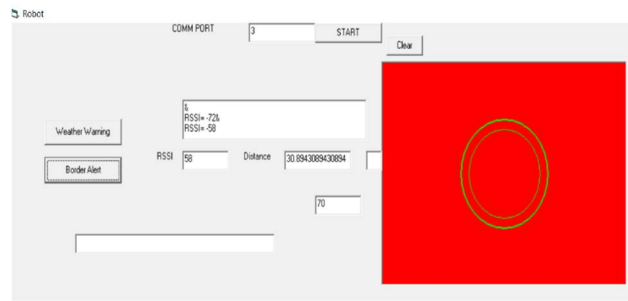 Robot
COMM PORT 3 START
Clear
&
RSSI= -72&
RSSI= -58
Weather Warning
RSSI 58 Distance 30.8943089430894
Border Alert
70